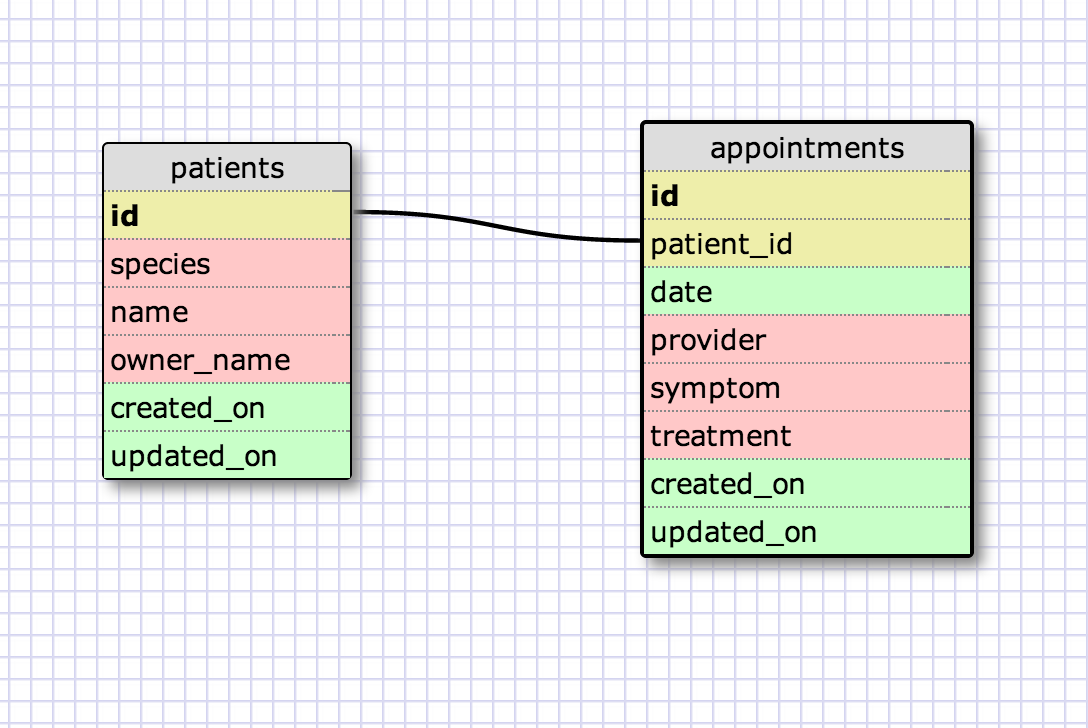 patients
id
species
name
owner_name
created_on
updated_on
appointments
id
patient_id
date
provider
symptom
treatment
created_on
updated_on